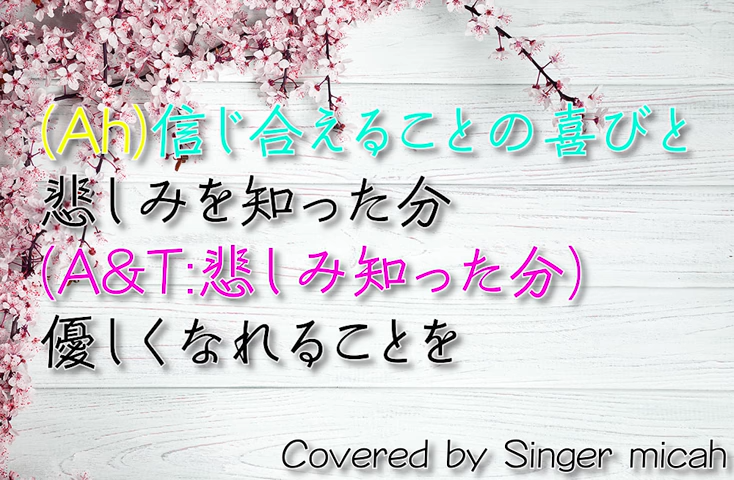 (Ah)信じ合えることの喜びと
悲しみを知った分
(A&T:悲しみ知った分)
優しくなれることを
Covered by Singer micah